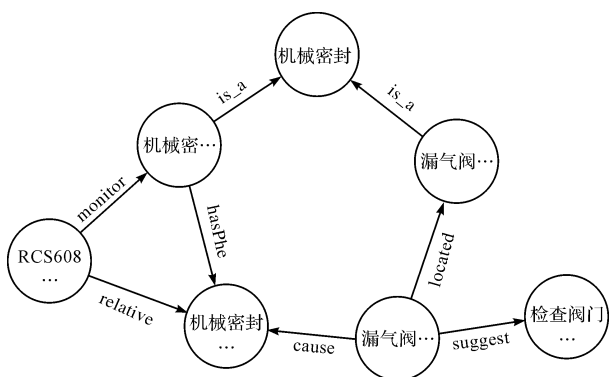 机械密封
is_a
is_a
机械密…
漏气阀…
monitor
hasPhe
located
RCS608
…
relative
机械密封
…
cause
漏气阀…
suggest
检查阀门
…